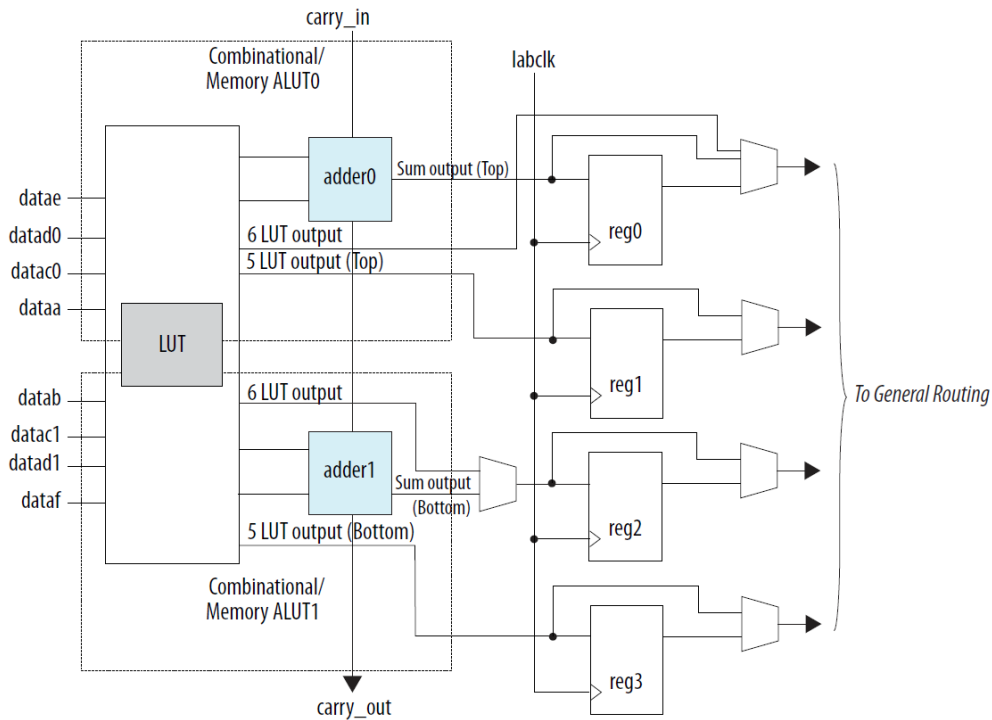 carry_in
Combinational/
Memory ALUT0
labclk
adder0
Sum output (Top)
reg0
datae
datad0
datac0
dataa
6 LUT output
5 LUT output (Top)
LUT
reg1
datab
datac1
datad1
dataf
6 LUT output
adder1
Sum output
(Bottom)
reg2
To General Routing
5 LUT output (Bottom)
Combinational/
Memory ALUT1
reg3
carry_out